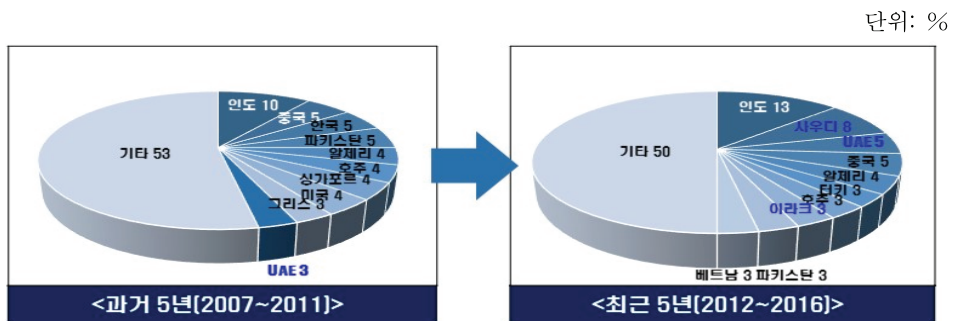 단위: %
인도 10
중국 5
한국 5
파키스탄 5
알제리 4
호주 4
싱가포르 4
미국 4
그리스 3
UAE 3
기타 53
<과거 5년(2007~2011)>
인도 13
사우디 8
UAE 5
중국 5
알제리 4
터키 3
호주 3
이라크 3
베트남 3 파키스탄 3
기타 50
<최근 5년(2012~2016)>